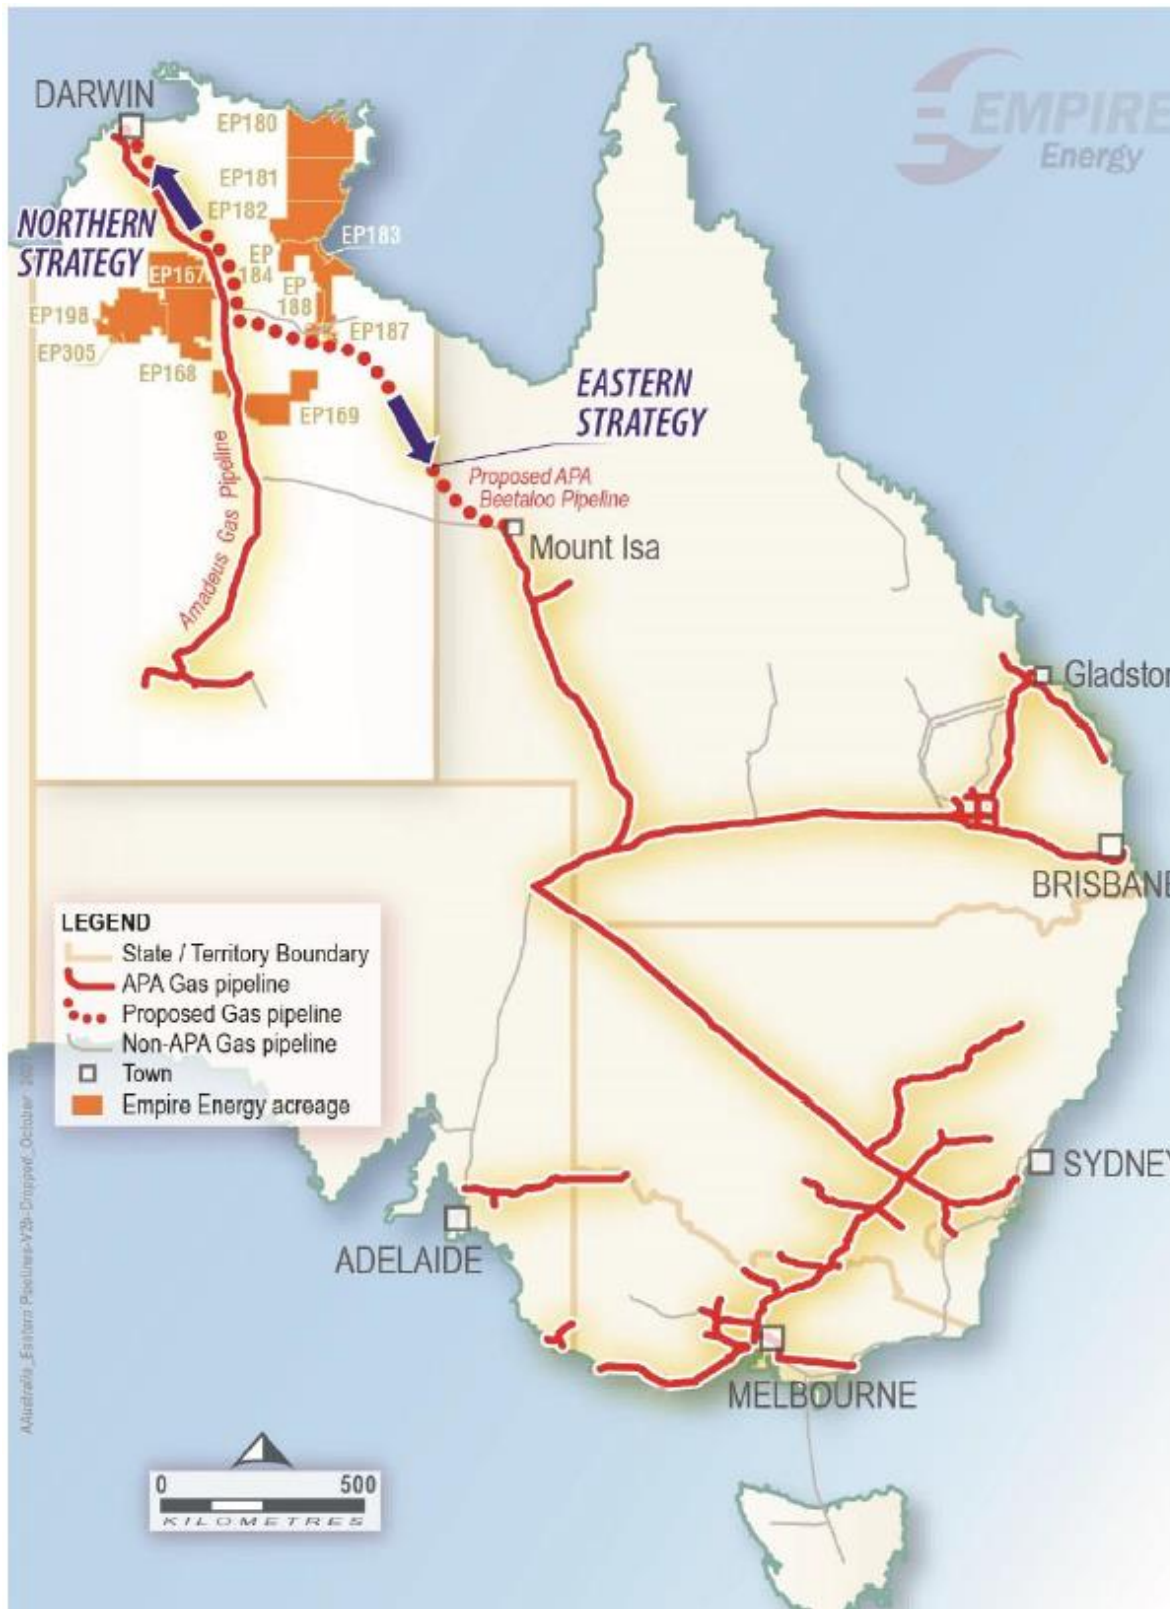 EMPIRE
Energy
DARWIN
EP180
EP181
EP182
NORTHERN
STRATEGY
EP183
EP
184
EP167
EP
188
EP198
EP187
EP305
EP168
EP169
EASTERN
STRATEGY
Proposed APA
Beetaloo Pipeline
Amadeus Gas Pipeline
Mount Isa
Gladston
BRISBANE
LEGEND
State / Territory Boundary
APA Gas pipeline
Proposed Gas pipeline
Non-APA Gas pipeline
Town
Empire Energy acreage
SYDNEY
ADELAIDE
MELBOURNE
0 500
KILOMETRES